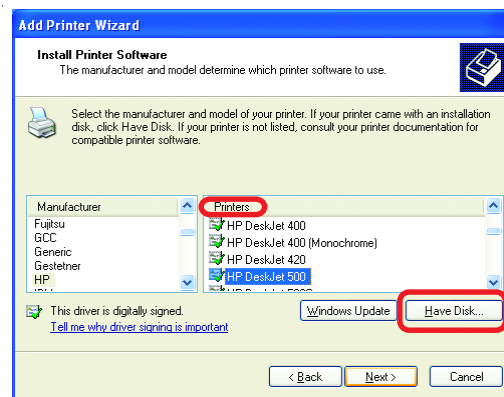 Add Printer Wizard
Install Printer Software
The manufacturer and model determine which printer software to use.
Select the manufacturer and model of your printer. If your printer came with an installation
disk, click Have Disk. If your printer is not listed, consult your printer documentation for
compatible printer software.
Manufacturer
Fujitsu
GCC
Generic
Gestetner
HP
Printers
HP DeskJet 400
HP DeskJet 400 (Monochrome)
HP DeskJet 420
HP DeskJet 500
This driver is digitally signed.
Tell me why driver signing is important
Windows Update
Have Disk...
< Back
Next >
Cancel